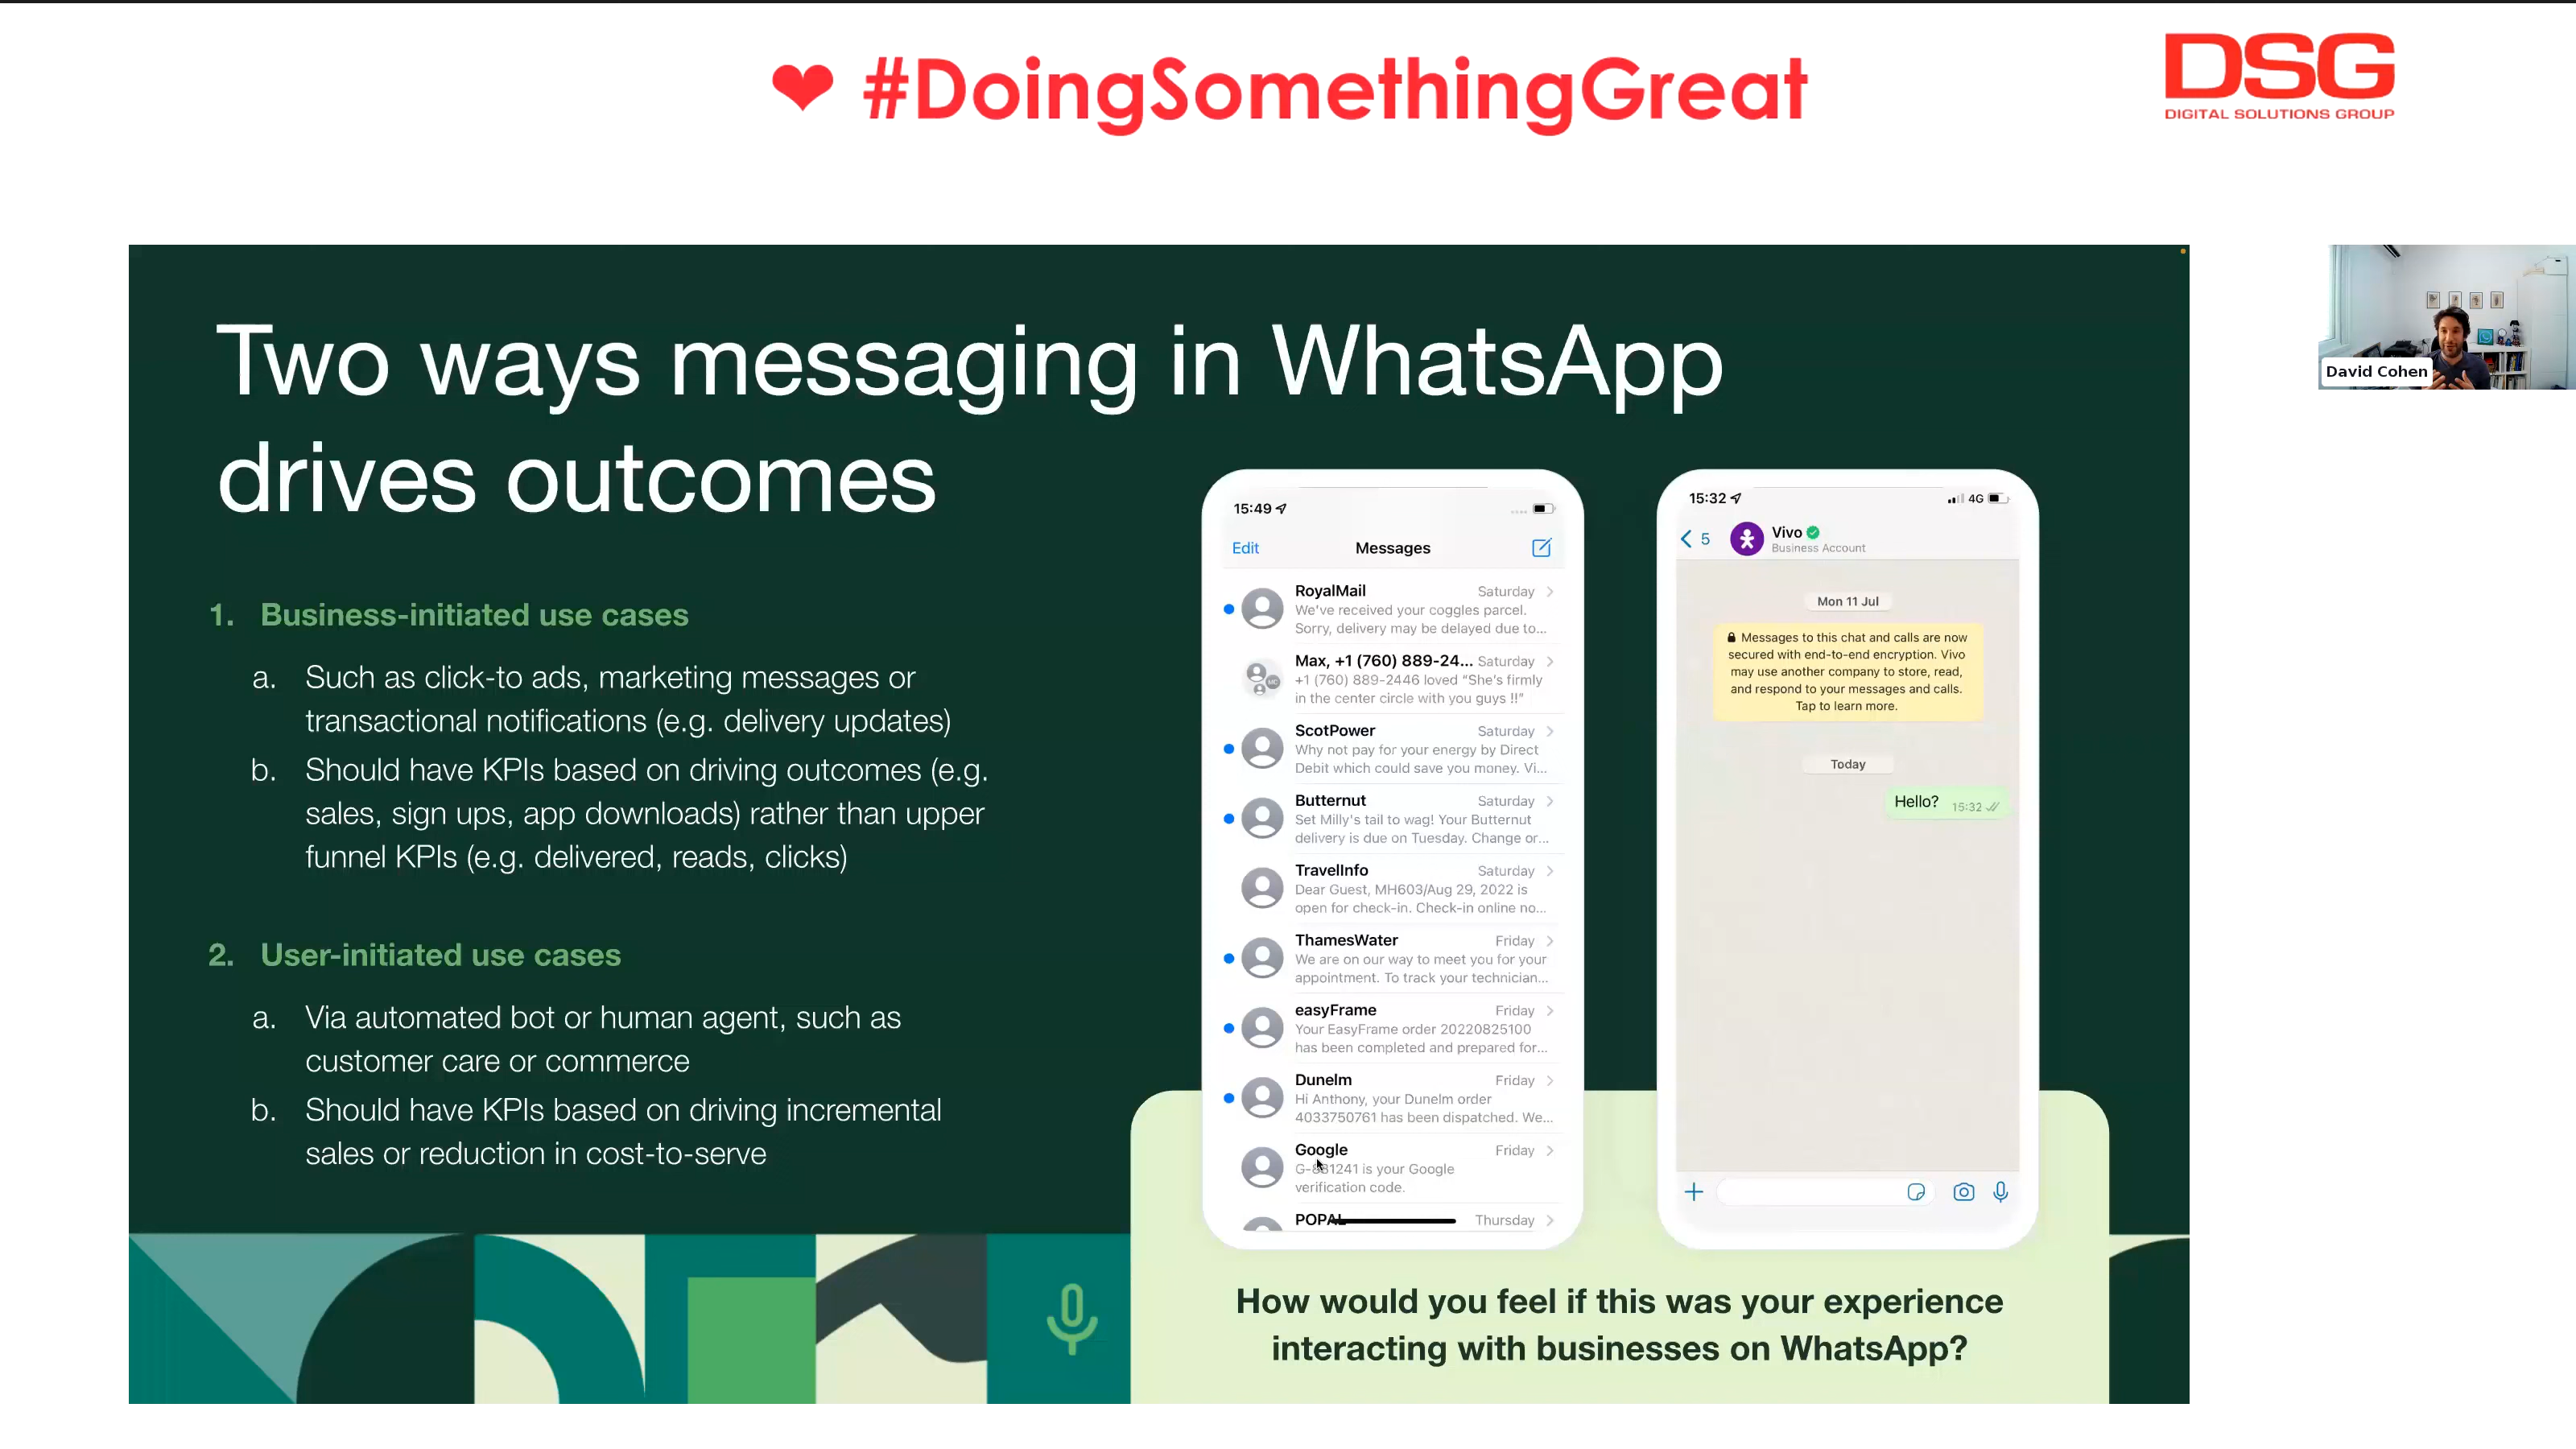 ❤ #DoingSomethingGreat
DSG
DIGITAL SOLUTIONS GROUP
David Cohen
Two ways messaging in WhatsApp
drives outcomes
1. Business-initiated use cases
a. Such as click-to ads, marketing messages or
transactional notifications (e.g. delivery updates)
b. Should have KPIs based on driving outcomes (e.g.
sales, sign ups, app downloads) rather than upper
funnel KPIs (e.g. delivered, reads, clicks)
2. User-initiated use cases
a. Via automated bot or human agent, such as
customer care or commerce
b. Should have KPIs based on driving incremental
sales or reduction in cost-to-serve
15:49
Edit Messages
RoyalMail Saturday
We've received your coggles parcel.
Sorry, delivery may be delayed due to...
Max, +1 (760) 889-24... Saturday
+1 (760) 889-2446 loved “She's firmly
in the center circle with you guys !!”
ScotPower Saturday
Why not pay for your energy by Direct
Debit which could save you money. Vi...
Butternut Saturday
Set Milly's tail to wag! Your Butternut
delivery is due on Tuesday. Change or...
TravelInfo Saturday
Dear Guest, MH603/Aug 29, 2022 is
open for check-in. Check-in online no...
ThamesWater Friday
We are on our way to meet you for your
appointment. To track your technician...
easyFrame Friday
Your EasyFrame order 20220825100
has been completed and prepared for...
Dunelm Friday
Hi Anthony, your Dunelm order
4033750761 has been dispatched. We...
Google Friday
is your Google
verification code.
Thursday
15:32 4G
5 Vivo
Business Account
Mon 11 Jul
Messages to this chat and calls are now
secured with end-to-end encryption. Vivo
may use another company to store, read,
and respond to your messages and calls.
Tap to learn more.
Today
Hello? 15:32
How would you feel if this was your experience
interacting with businesses on WhatsApp?